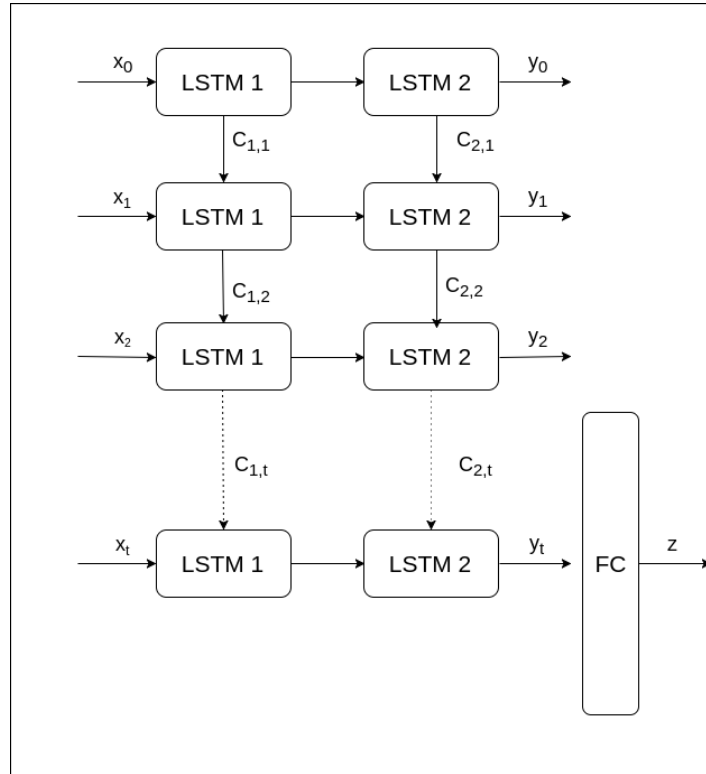 x0 LSTM 1 LSTM 2 y0
C1,1 C2,1
x1 LSTM 1 LSTM 2 y1
C1,2 C2,2
x2 LSTM 1 LSTM 2 y2
C1,t C2,t
xt LSTM 1 LSTM 2 yt FC z